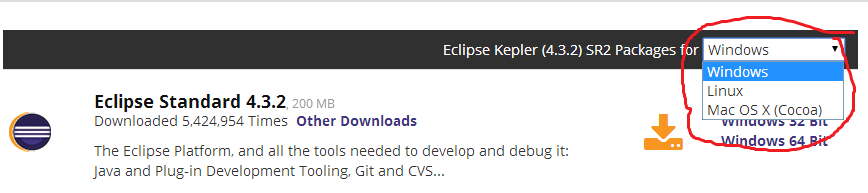 Eclipse Kepler (4.3.2) SR2 Packages for Windows
Windows
Linux
Mac OS X (Cocoa)
Eclipse Standard 4.3.2, 200 MB
Downloaded 5,424,954 Times Other Downloads
Windows 32 Bit
Windows 64 Bit
The Eclipse Platform, and all the tools needed to develop and debug it:
Java and Plug-in Development Tooling, Git and CVS...